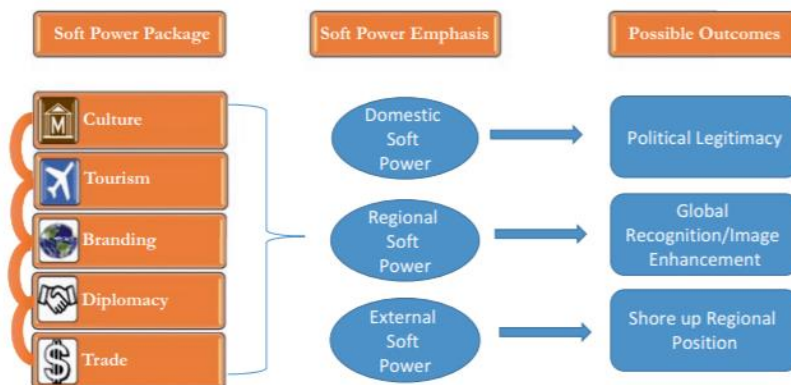 Soft Power Package
Soft Power Emphasis
Possible Outcomes
M
Culture
Tourism
Branding
Diplomacy
$
Trade
Domestic
Soft
Power
Regional
Soft
Power
External
Soft
Power
Political Legitimacy
Global
Recognition/Image
Enhancement
Shore up Regional
Position